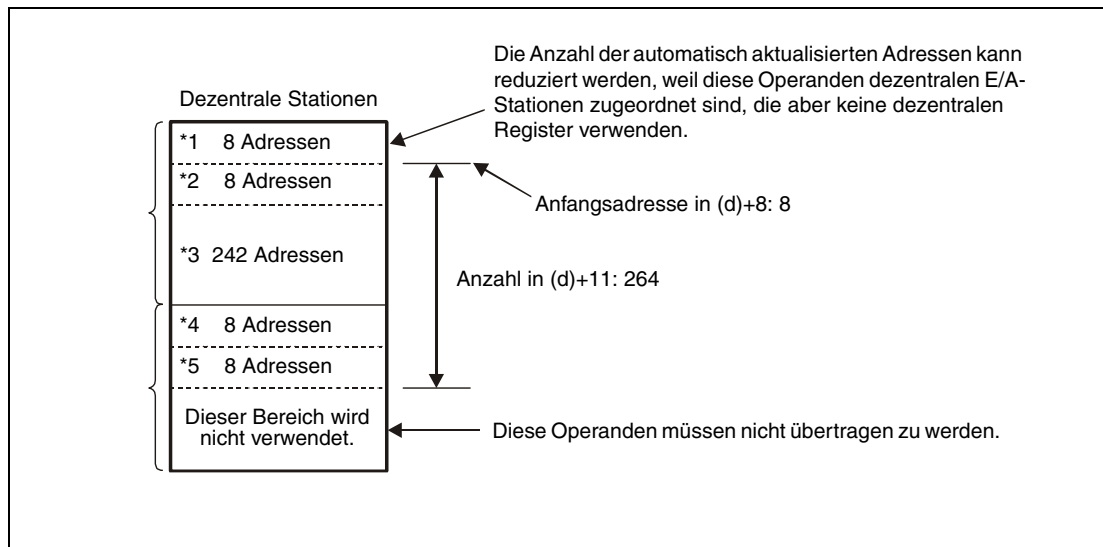 Die Anzahl der automatisch aktualisierten Adressen kann
reduziert werden, weil diese Operanden dezentralen E/A-
Stationen zugeordnet sind, die aber keine dezentralen
Register verwenden.
Dezentrale Stationen
*1 8 Adressen
*2 8 Adressen
Anfangsadresse in (d)+8: 8
*3 242 Adressen
Anzahl in (d)+11: 264
*4 8 Adressen
*5 8 Adressen
Dieser Bereich wird
nicht verwendet.
Diese Operanden müssen nicht übertragen zu werden.